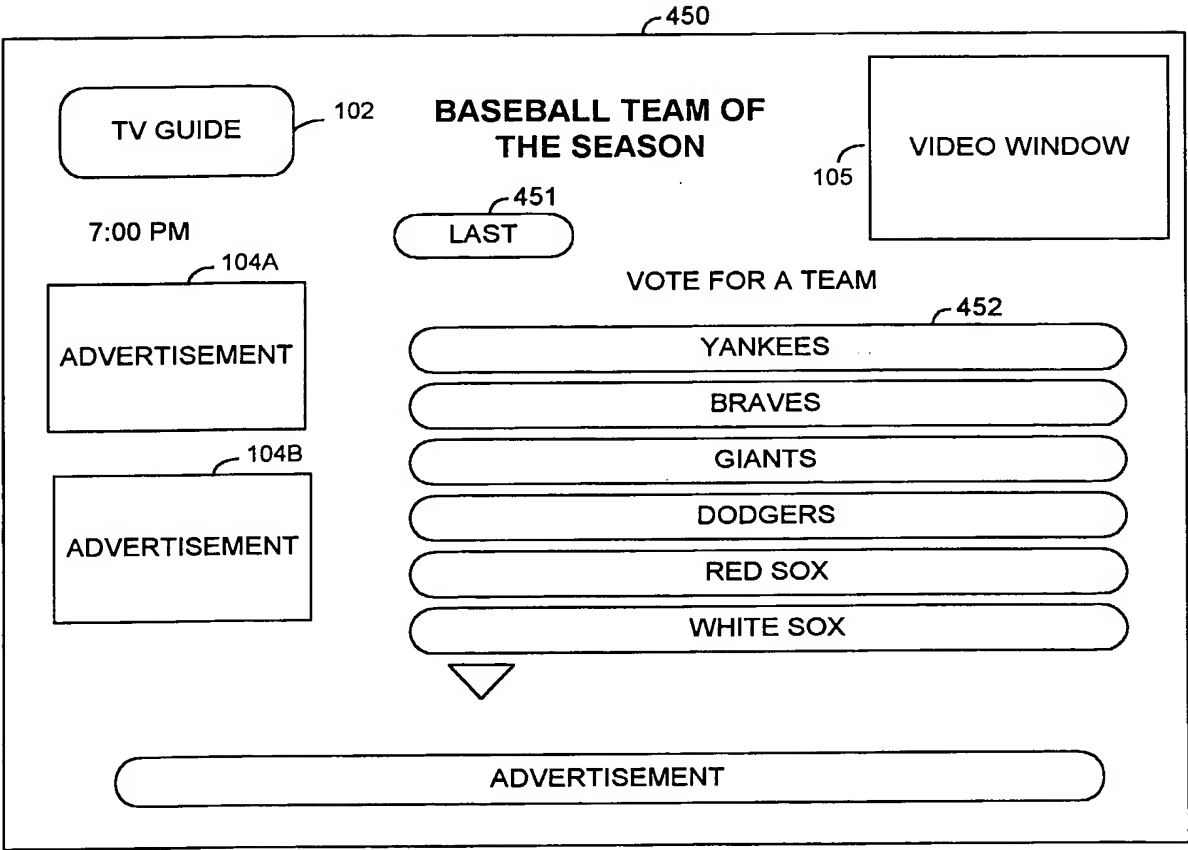 450
TV GUIDE
102
BASEBALL TEAM OF
THE SEASON
105
VIDEO WINDOW
7:00 PM
451
LAST
104A
ADVERTISEMENT
104B
ADVERTISEMENT
VOTE FOR A TEAM
452
YANKEES
BRAVES
GIANTS
DODGERS
RED SOX
WHITE SOX
ADVERTISEMENT